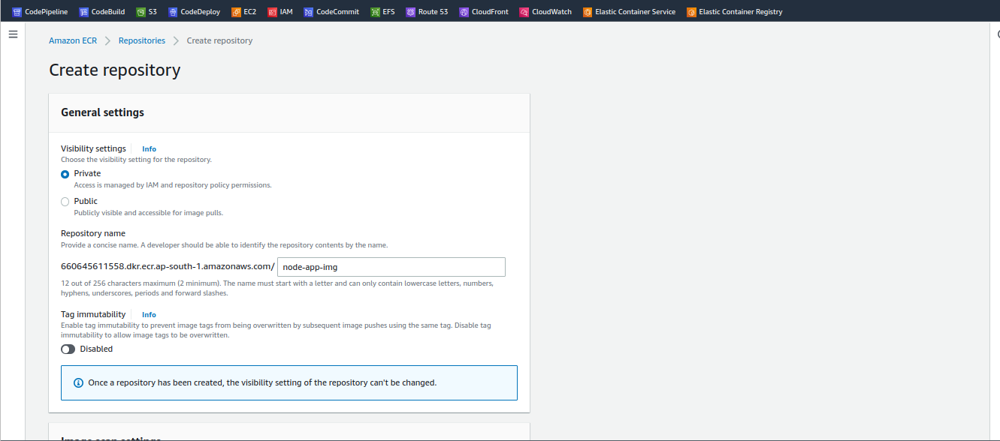 CodePipeline CodeBuild S3 CodeDeploy EC2 IAM CodeCommit EFS Route 53 CloudFront CloudWatch Elastic Container Service Elastic Container Registry
Amazon ECR Repositories Create repository
Create repository
General settings
Visibility settings Info
Choose the visibility setting for the repository.
Private
Access is managed by IAM and repository policy permissions.
Public
Publicly visible and accessible for image pulls.
Repository name
Provide a concise name. A developer should be able to identify the repository contents by the name.
660645611558.dkr.ecr.ap-south-1.amazonaws.com/ node-app-img
12 out of 256 characters maximum (2 minimum). The name must start with a letter and can only contain lowercase letters, numbers,
hyphens, underscores, periods and forward slashes.
Tag immutability Info
Enable tag immutability to prevent image tags from being overwritten by subsequent image pushes using the same tag. Disable tag
immutability to allow image tags to be overwritten.
Disabled
Once a repository has been created, the visibility setting of the repository can't be changed.
Image scan settings